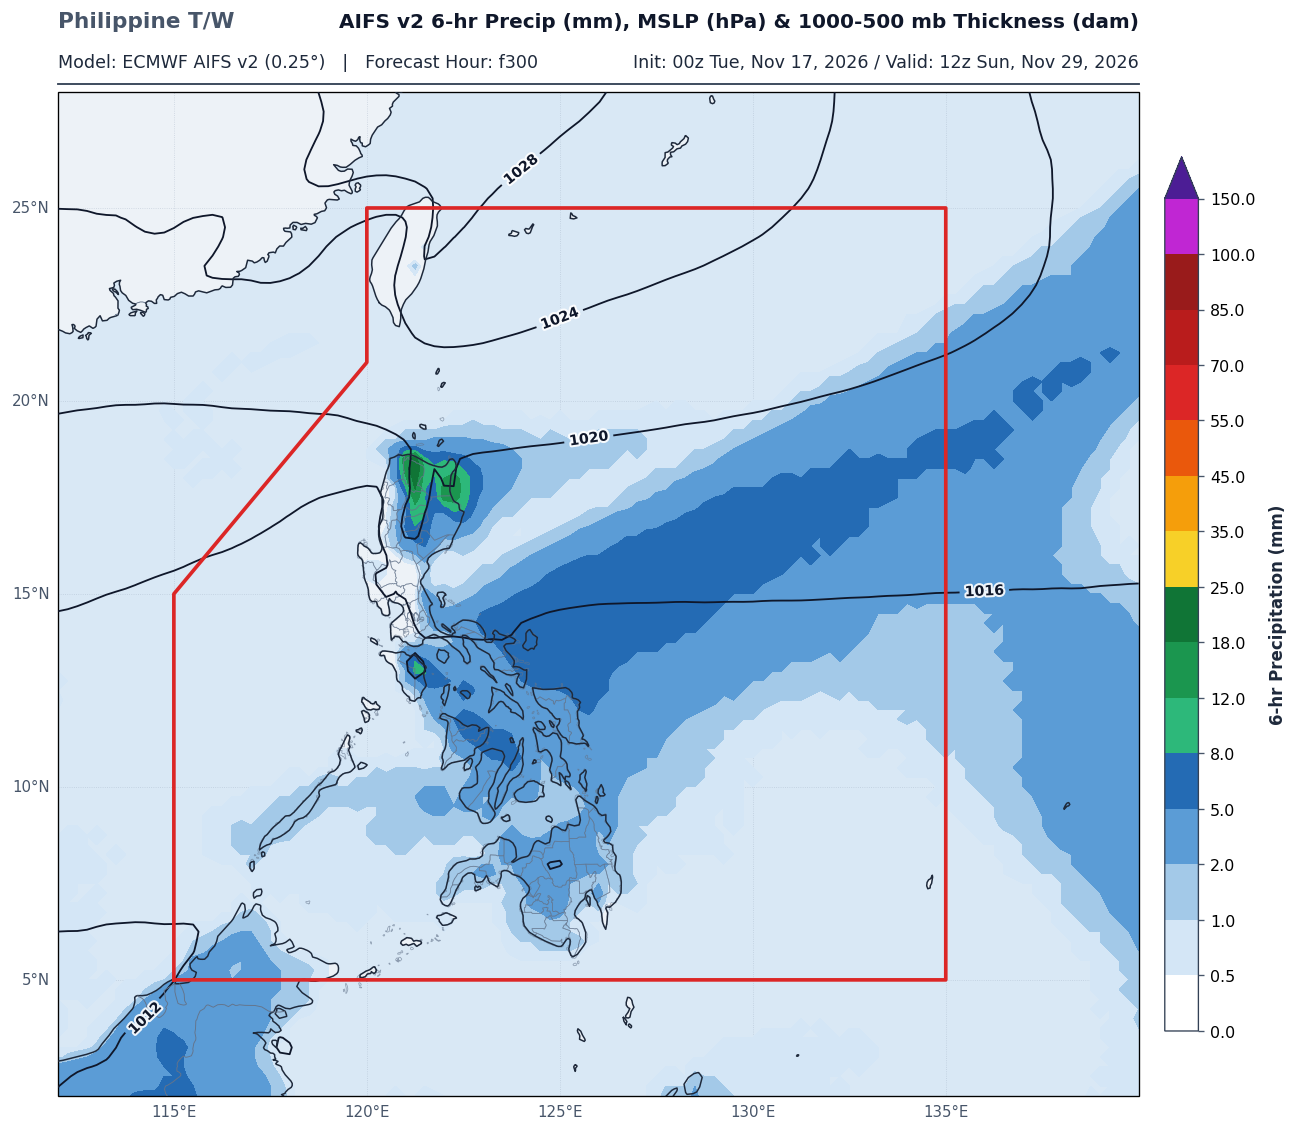 Philippine T/W
AIFS v2 6-hr Precip (mm), MSLP (hPa) & 1000-500 mb Thickness (dam)
Model: ECMWF AIFS v2 (0.25°) | Forecast Hour: f300
Init: 00z Tue, Nov 17, 2026 / Valid: 12z Sun, Nov 29, 2026
25°N
20°N
15°N
10°N
5°N
115°E
120°E
125°E
130°E
135°E
1028
1024
1020
1016
1012
150.0
100.0
85.0
70.0
55.0
45.0
35.0
25.0
18.0
12.0
8.0
5.0
2.0
1.0
0.5
0.0
6-hr Precipitation (mm)